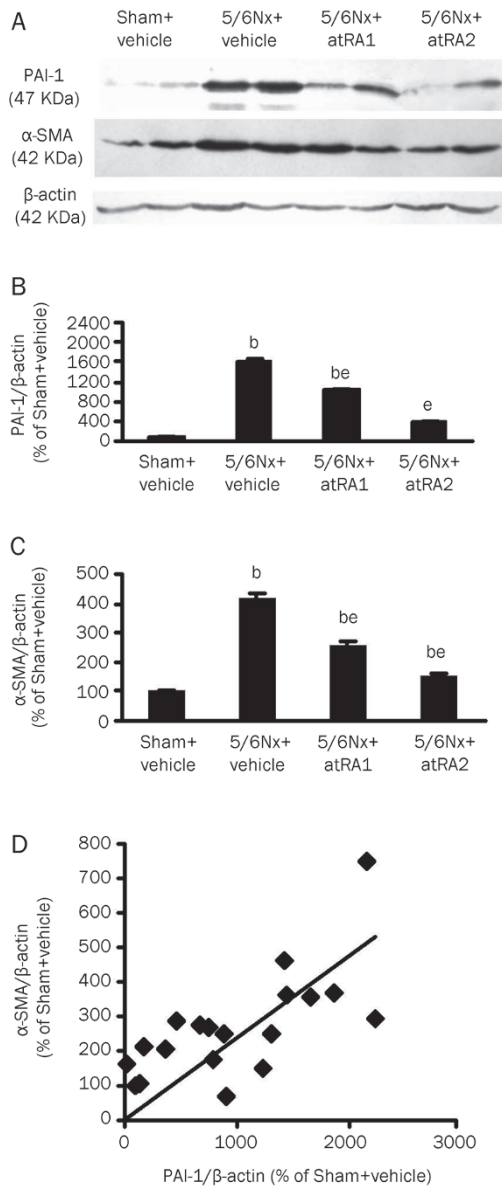 A
Sham+ 5/6Nx+ 5/6Nx+ 5/6Nx+
vehicle vehicle atRA1 atRA2
PAI-1
(47 KDa)
α-SMA
(42 KDa)
β-actin
(42 KDa)
B
PAI-1/β-actin
(% of Sham+vehicle)
2400
2000
1600
1200
800
400
0
b
be
e
Sham+ 5/6Nx+ 5/6Nx+ 5/6Nx+
vehicle vehicle atRA1 atRA2
C
α-SMA/β-actin
(% of Sham+vehicle)
500
400
300
200
100
0
b
be
be
Sham+ 5/6Nx+ 5/6Nx+ 5/6Nx+
vehicle vehicle atRA1 atRA2
D
α-SMA/β-actin
(% of Sham+vehicle)
800
700
600
500
400
300
200
100
0
0 1000 2000 3000
PAI-1/β-actin (% of Sham+vehicle)